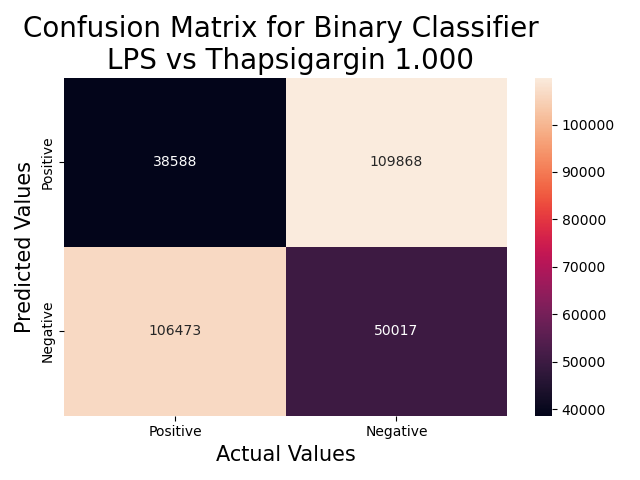 Confusion Matrix for Binary Classifier
LPS vs Thapsigargin 1.000
Predicted Values
Positive
Negative
38588
109868
106473
50017
Positive
Negative
Actual Values
100000
90000
80000
70000
60000
50000
40000